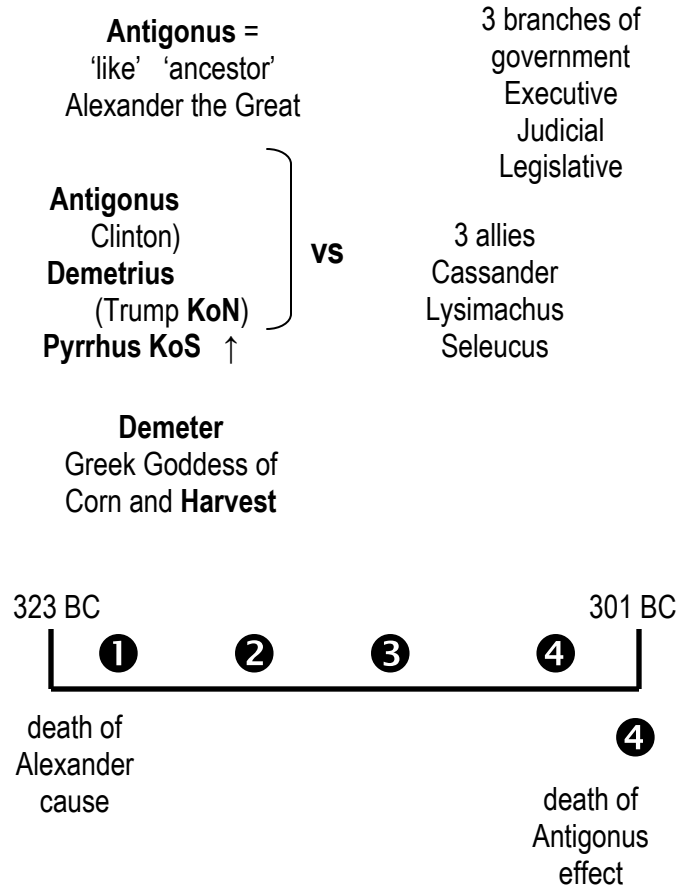 Antigonus =
‘like’ ‘ancestor’
Alexander the Great
3 branches of
government
Executive
Judicial
Legislative
Antigonus
Clinton)
Demetrius
(Trump KoN)
Pyrrhus KoS ↑
vs
3 allies
Cassander
Lysimachus
Seleucus
Demeter
Greek Goddess of
Corn and Harvest
323 BC
301 BC
❶ ❷ ❸ ❹
death of
Alexander
cause
❹
death of
Antigonus
effect